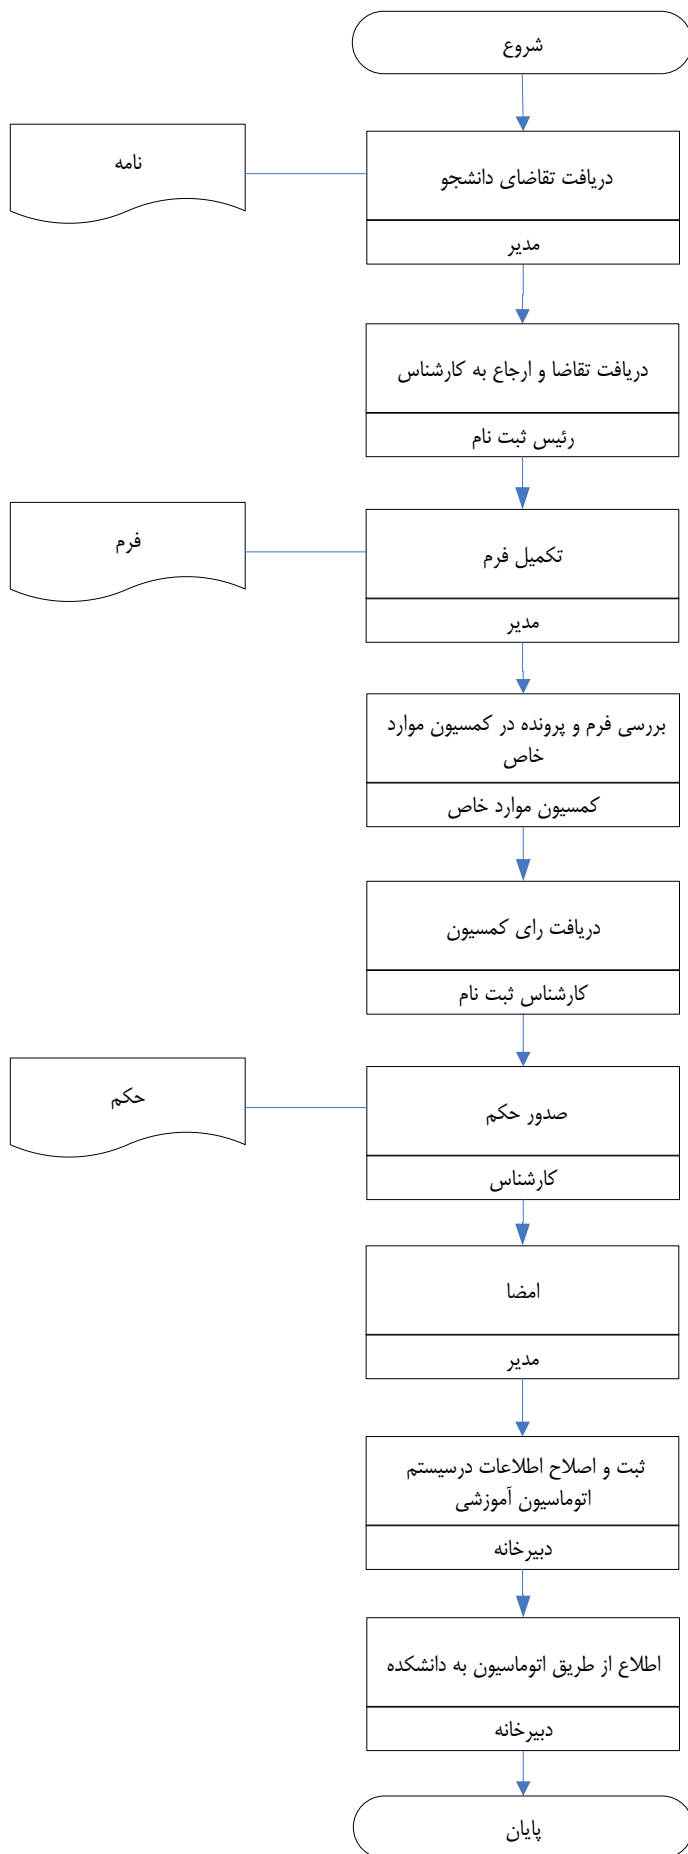 شروع
نامه
دریافت تقاضای دانشجو
مدیر
دریافت تقاضا و ارجاع به کارشناس
رئیس ثبت نام
فرم
تکمیل فرم
مدیر
بررسی فرم و پرونده در کمسیون موارد
خاص
کمسیون موارد خاص
دریافت رای کمسیون
کارشناس ثبت نام
حکم
صدور حکم
کارشناس
امضا
مدیر
ثبت و اصلاح اطلاعات درسیستم
اتوماسیون آموزشی
دبیرخانه
اطلاع از طریق اتوماسیون به دانشکده
دبیرخانه
پایان